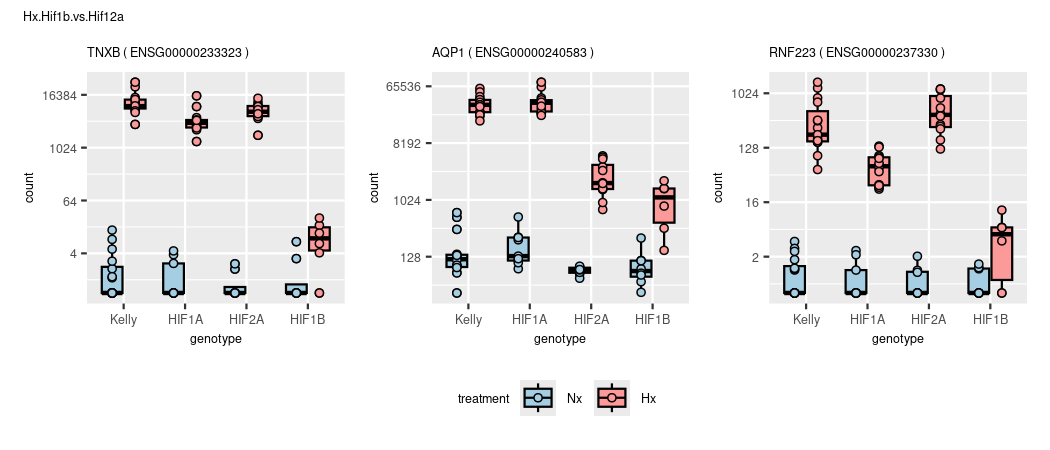 Hx.Hif1b.vs.Hif12a
TNXB ( ENSG00000233323 )
AQP1 ( ENSG00000240583 )
RNF223 ( ENSG00000237330 )
count
16384
1024
64
4
Kelly HIF1A HIF2A HIF1B
genotype
count
65536
8192
1024
128
Kelly HIF1A HIF2A HIF1B
genotype
count
1024
128
16
2
Kelly HIF1A HIF2A HIF1B
genotype
treatment Nx Hx